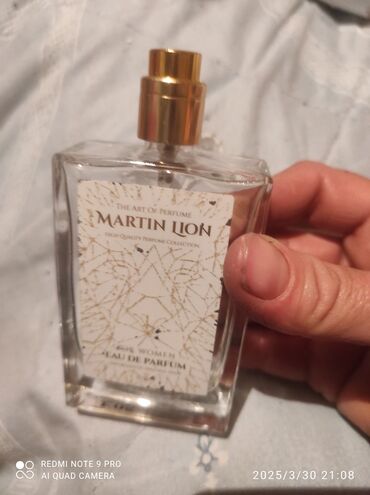 The Art Of Perfume
MARTIN LION
High Quality Perfume Collection
WOMEN
EAU DE PARFUM
REDMI NOTE 9 PRO
AI QUAD CAMERA
2025/3/30 21:08